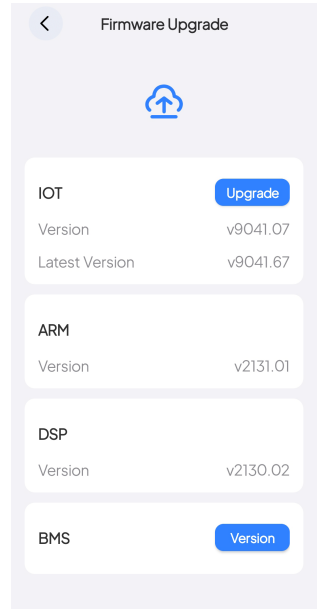 Firmware Upgrade
IOT Upgrade
Version v9041.07
Latest Version v9041.67
ARM
Version v2131.01
DSP
Version v2130.02
BMS Version